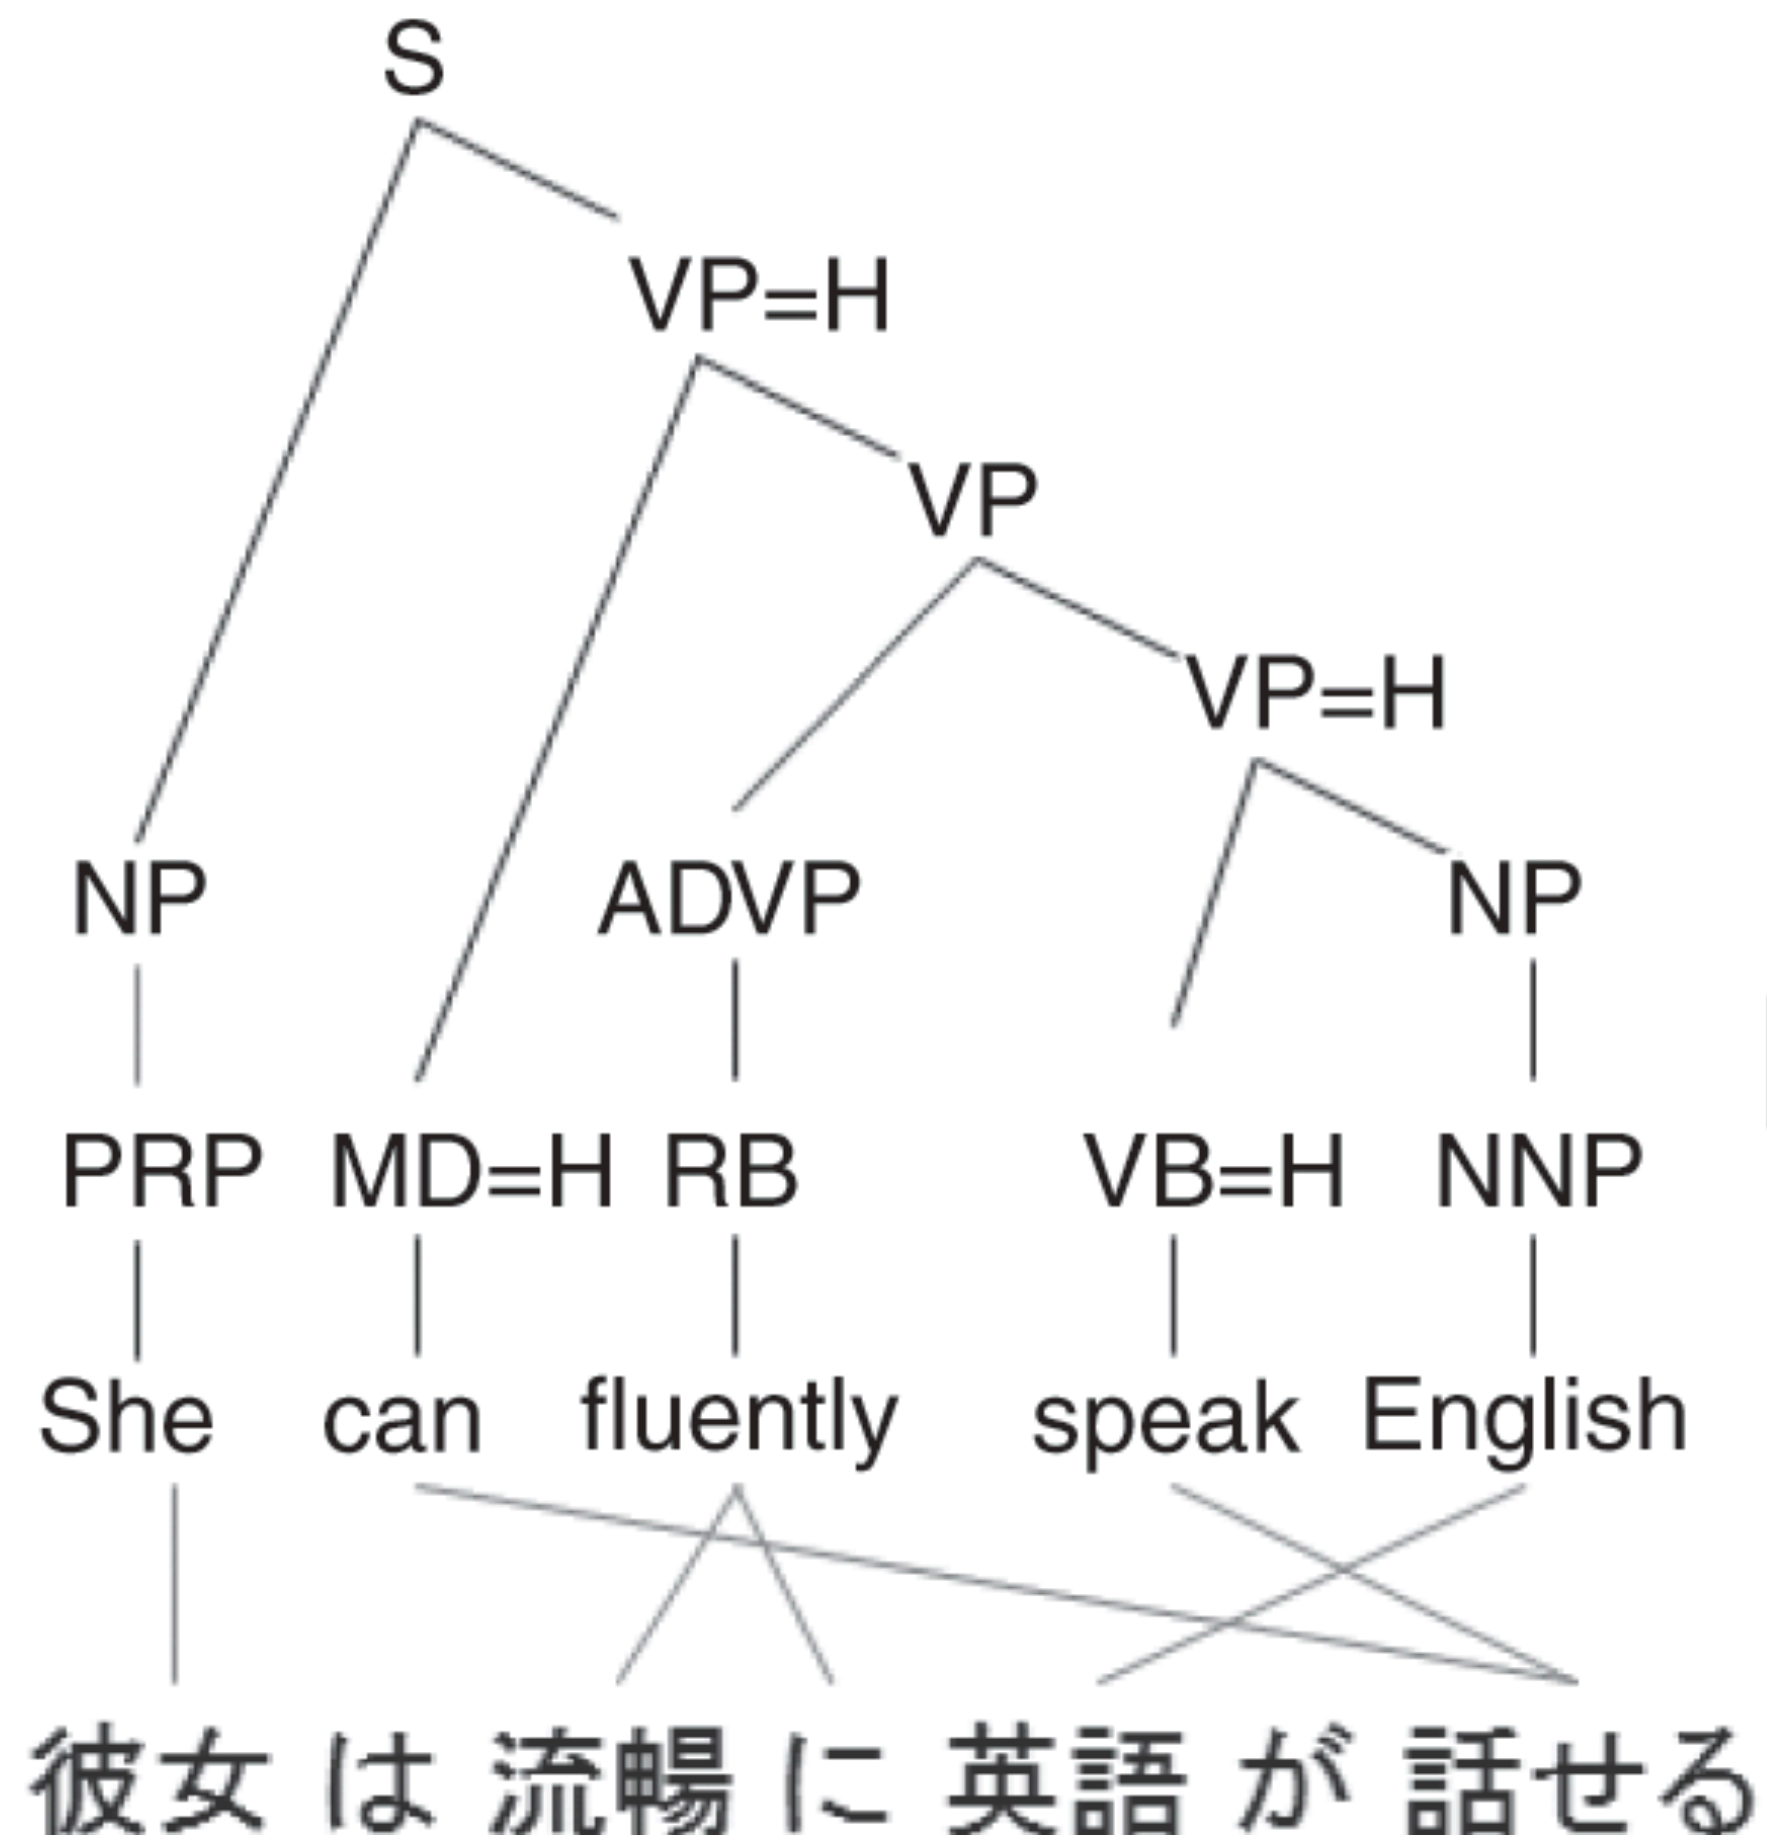 S
VP=H
VP
VP=H
NP ADVP NP
PRP MD=H RB VB=H NNP
She can fluently speak English
彼女 は 流暢 に 英語 が 話せる